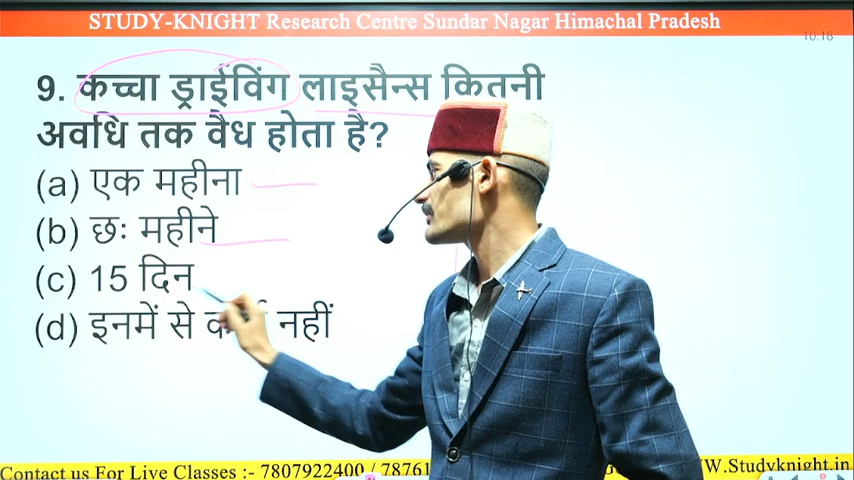 STUDY-KNIGHT Research Centre Sundar Nagar Himachal Pradesh
10:18
9. कच्चा ड्राईविंग लाइसैन्स कितनी
अवधि तक वैध होता है?
(a) एक महीना
(b) छः महीने
(c) 15 दिन
(d) इनमें से नहीं
Contact us For Live Classes :- 7807922400 / 78761 WW.Studyknight.in